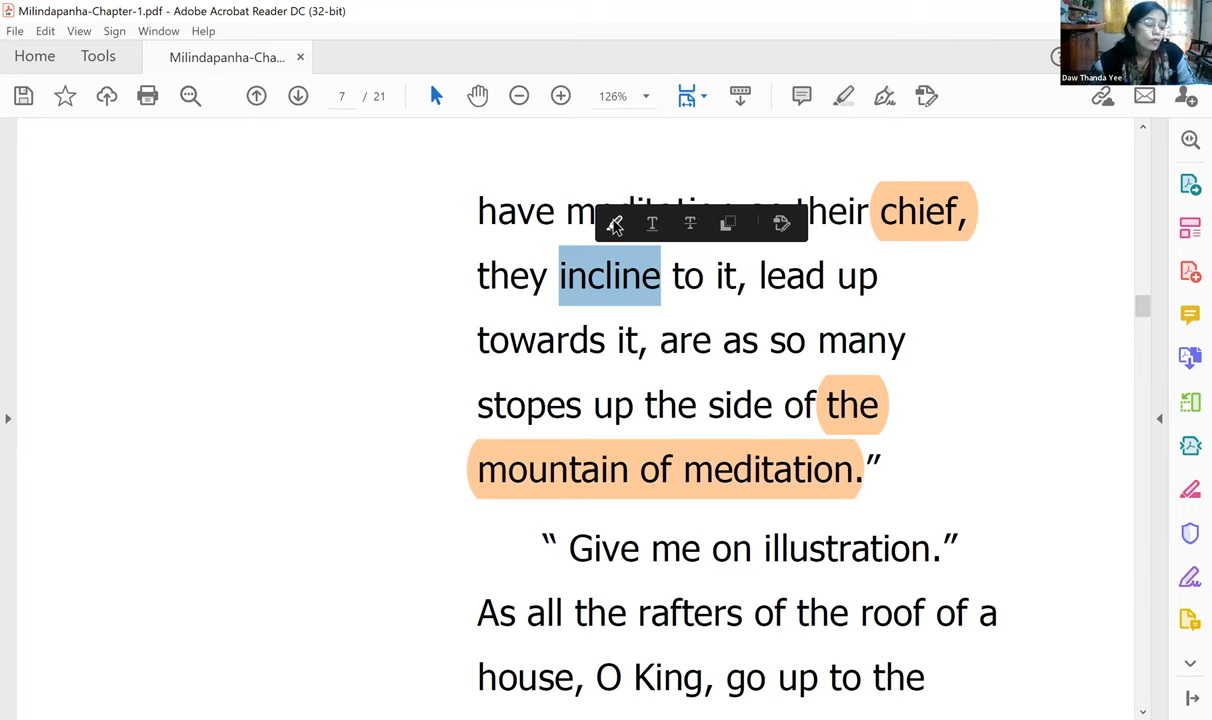 Milindapanha-Chapter-1.pdf - Adobe Acrobat Reader DC (32-bit)
File Edit View Sign Window Help
Home Tools Milindapanha-Cha... ×
7 / 21 126%
Daw Thanda Yee
have as their chief,
they incline to it, lead up
towards it, are as so many
stopes up the side of the
mountain of meditation.”
“ Give me on illustration.”
As all the rafters of the roof of a
house, O King, go up to the